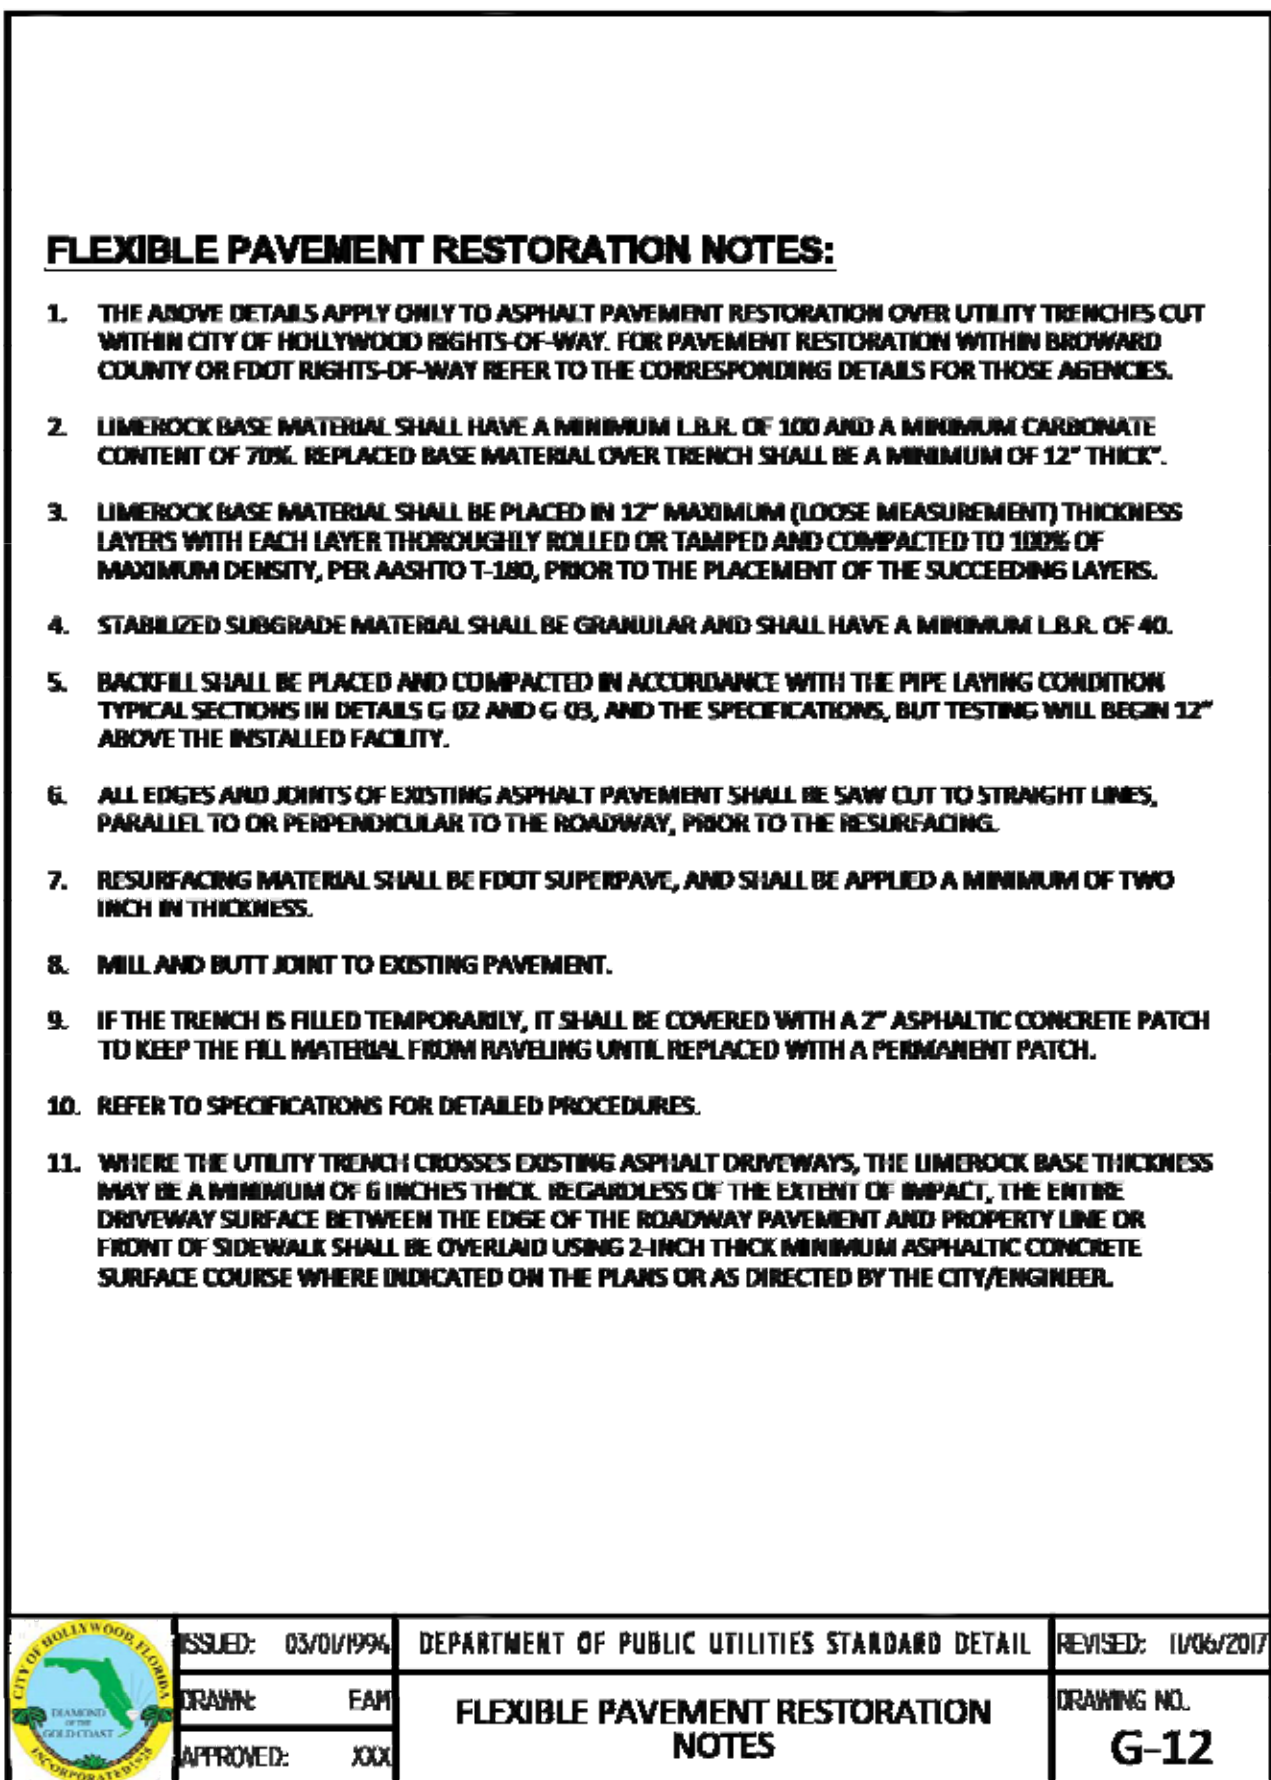 FLEXIBLE PAVEMENT RESTORATION NOTES:
1. THE ABOVE DETAILS APPLY ONLY TO ASPHALT PAVEMENT RESTORATION OVER UTILITY TRENCHES CUT
WITHIN CITY OF HOLLYWOOD RIGHTS-OF-WAY. FOR PAVEMENT RESTORATION WITHIN BROWARD
COUNTY OR FDOT RIGHTS-OF-WAY REFER TO THE CORRESPONDING DETAILS FOR THOSE AGENCIES.
2. LIMEROCK BASE MATERIAL SHALL HAVE A MINIMUM L.B.R. OF 100 AND A MINIMUM CARBONATE
CONTENT OF 70%. REPLACED BASE MATERIAL OVER TRENCH SHALL BE A MINIMUM OF 12" THICK".
3. LIMEROCK BASE MATERIAL SHALL BE PLACED IN 12" MAXIMUM (LOOSE MEASUREMENT) THICKNESS
LAYERS WITH EACH LAYER THOROUGHLY ROLLED OR TAMPED AND COMPACTED TO 100% OF
MAXIMUM DENSITY, PER AASHTO T-180, PRIOR TO THE PLACEMENT OF THE SUCCEEDING LAYERS.
4. STABILIZED SUBGRADE MATERIAL SHALL BE GRANULAR AND SHALL HAVE A MINIMUM L.B.R. OF 40.
5. BACKFILL SHALL BE PLACED AND COMPACTED IN ACCORDANCE WITH THE PIPE LAYING CONDITION
TYPICAL SECTIONS IN DETAILS G-02 AND G-03, AND THE SPECIFICATIONS, BUT TESTING WILL BEGIN 12"
ABOVE THE INSTALLED FACILITY.
6. ALL EDGES AND JOINTS OF EXISTING ASPHALT PAVEMENT SHALL BE SAW CUT TO STRAIGHT LINES,
PARALLEL TO OR PERPENDICULAR TO THE ROADWAY, PRIOR TO THE RESURFACING.
7. RESURFACING MATERIAL SHALL BE FDOT SUPERPAVE, AND SHALL BE APPLIED A MINIMUM OF TWO
INCH IN THICKNESS.
8. MILL AND BUTT JOINT TO EXISTING PAVEMENT.
9. IF THE TRENCH IS FILLED TEMPORARILY, IT SHALL BE COVERED WITH A 2" ASPHALTIC CONCRETE PATCH
TO KEEP THE FILL MATERIAL FROM RAVELING UNTIL REPLACED WITH A PERMANENT PATCH.
10. REFER TO SPECIFICATIONS FOR DETAILED PROCEDURES.
11. WHERE THE UTILITY TRENCH CROSSES EXISTING ASPHALT DRIVEWAYS, THE LIMEROCK BASE THICKNESS
MAY BE A MINIMUM OF 6 INCHES THICK. REGARDLESS OF THE EXTENT OF IMPACT, THE ENTIRE
DRIVEWAY SURFACE BETWEEN THE EDGE OF THE ROADWAY PAVEMENT AND PROPERTY LINE OR
FRONT OF SIDEWALK SHALL BE OVERLAID USING 2-INCH THICK MINIMUM ASPHALTIC CONCRETE
SURFACE COURSE WHERE INDICATED ON THE PLANS OR AS DIRECTED BY THE CITY/ENGINEER.
CITY OF HOLLYWOOD, FLORIDA
DIAMOND
OF THE
GOLD COAST
INCORPORATED 1925
ISSUED: 03/01/1994
DRAWN: EAM
APPROVED: XXX
DEPARTMENT OF PUBLIC UTILITIES STANDARD DETAIL
FLEXIBLE PAVEMENT RESTORATION
NOTES
REVISED: 11/06/2017
DRAWING NO.
G-12